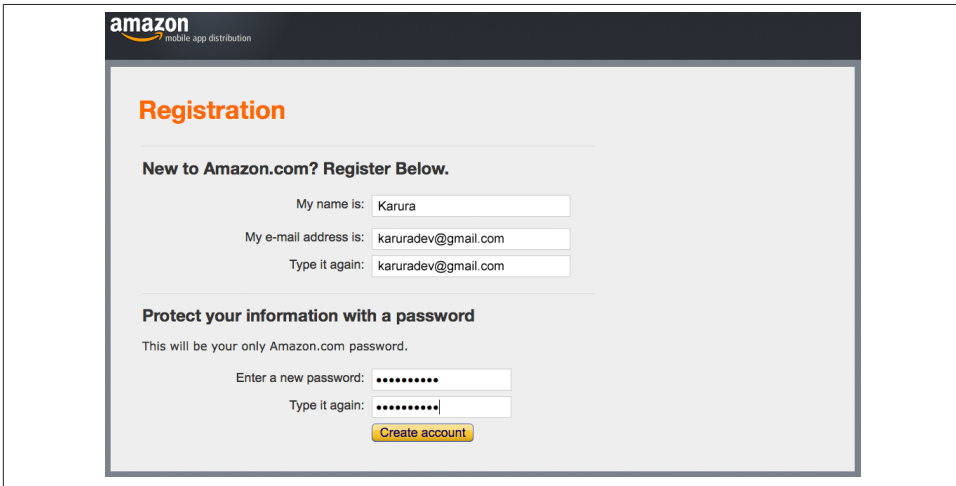 amazon
mobile app distribution
Registration
New to Amazon.com? Register Below.
My name is: Karura
My e-mail address is: karuradev@gmail.com
Type it again: karuradev@gmail.com
Protect your information with a password
This will be your only Amazon.com password.
Enter a new password: ••••••••••
Type it again: ••••••••••
Create account